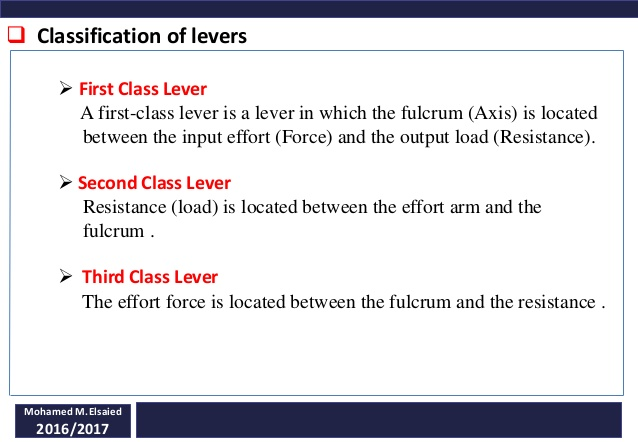 Classification of levers
First Class Lever
A first-class lever is a lever in which the fulcrum (Axis) is located
between the input effort (Force) and the output load (Resistance).
Second Class Lever
Resistance (load) is located between the effort arm and the
fulcrum .
Third Class Lever
The effort force is located between the fulcrum and the resistance .
Mohamed M. Elsaied
2016/2017